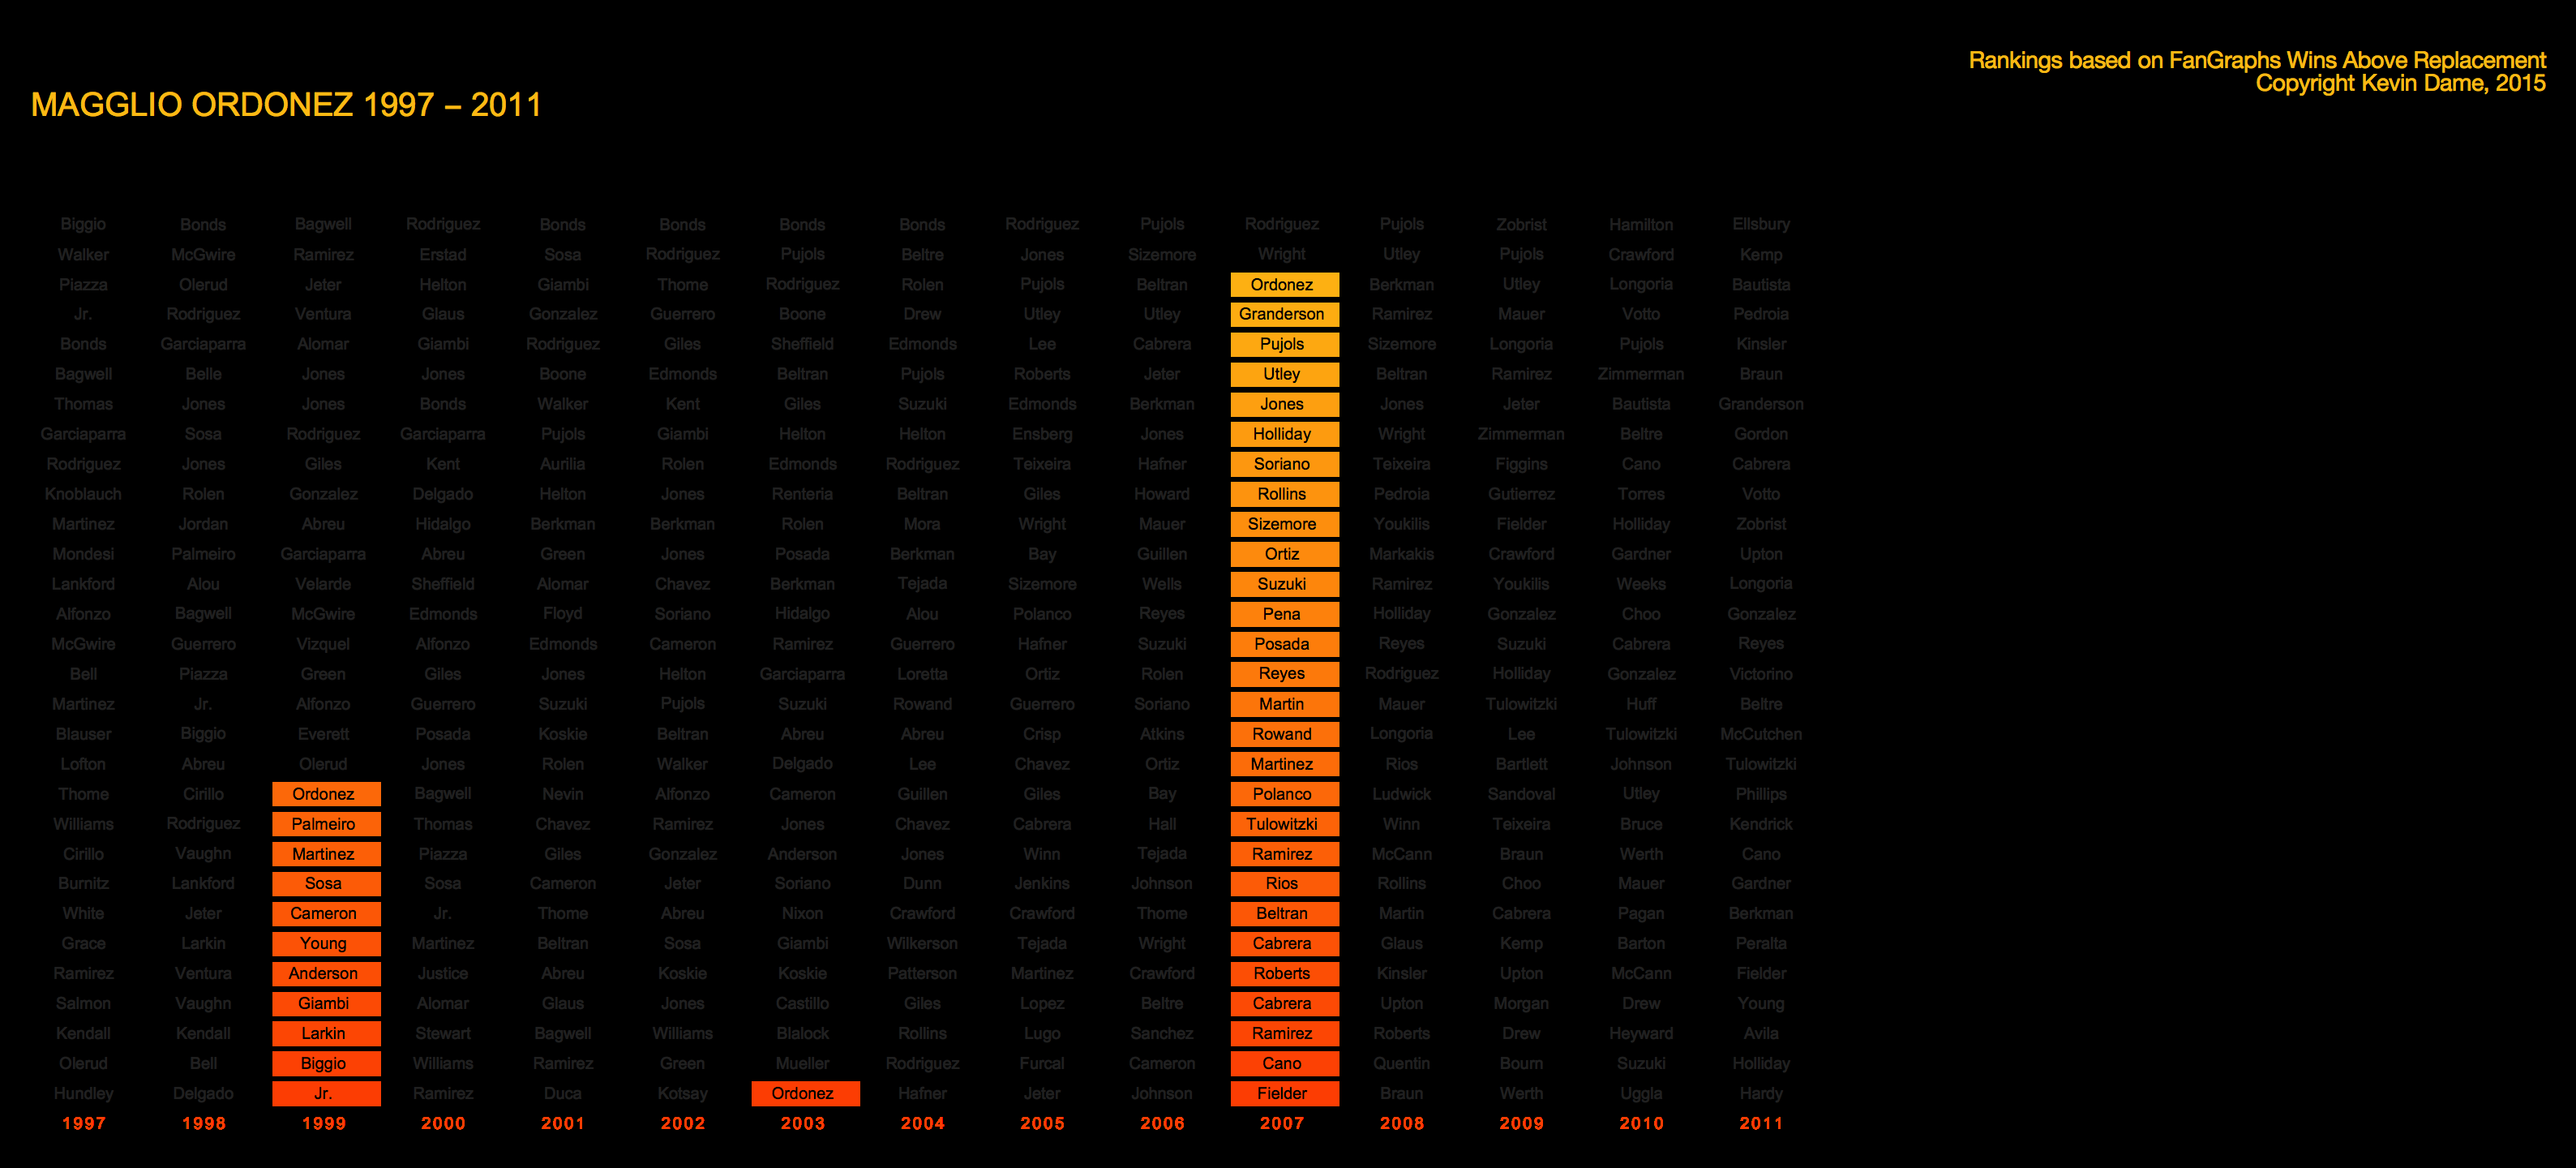 Rankings based on FanGraphs Wins Above Replacement
Copyright Kevin Dame, 2015
MAGGLIO ORDONEZ 1997 – 2011
Biggio Bonds Bagwell Rodriguez Bonds Bonds Bonds Bonds Rodriguez Pujols Rodriguez Pujols Zobrist Hamilton Ellsbury
Walker McGwire Ramirez Erstad Sosa Rodriguez Pujols Beltre Jones Sizemore Wright Utley Pujols Crawford Kemp
Piazza Olerud Jeter Helton Giambi Thome Rodriguez Rolen Pujols Beltran Ordonez Berkman Utley Longoria Bautista
Jr. Rodriguez Ventura Glaus Gonzalez Guerrero Boone Drew Utley Utley Granderson Ramirez Mauer Votto Pedroia
Bonds Garciaparra Alomar Giambi Rodriguez Giles Sheffield Edmonds Lee Cabrera Pujols Sizemore Longoria Pujols Kinsler
Bagwell Belle Jones Jones Boone Edmonds Beltran Pujols Roberts Jeter Utley Beltran Ramirez Zimmerman Braun
Thomas Jones Jones Bonds Walker Kent Giles Suzuki Edmonds Berkman Jones Jones Jeter Bautista Granderson
Garciaparra Sosa Rodriguez Garciaparra Pujols Giambi Helton Helton Ensberg Jones Holliday Wright Zimmerman Beltre Gordon
Rodriguez Jones Giles Kent Aurilia Rolen Edmonds Rodriguez Teixeira Hafner Soriano Teixeira Figgins Cano Cabrera
Knoblauch Rolen Gonzalez Delgado Helton Jones Renteria Beltran Giles Howard Rollins Pedroia Gutierrez Torres Votto
Martinez Jordan Abreu Hidalgo Berkman Berkman Rolen Mora Wright Mauer Sizemore Youkilis Fielder Holliday Zobrist
Mondesi Palmeiro Garciaparra Abreu Green Jones Posada Berkman Bay Guillen Ortiz Markakis Crawford Gardner Upton
Lankford Alou Velarde Sheffield Alomar Chavez Berkman Tejada Sizemore Wells Suzuki Ramirez Youkilis Weeks Longoria
Alfonzo Bagwell McGwire Edmonds Floyd Soriano Hidalgo Alou Polanco Reyes Pena Holliday Gonzalez Choo Gonzalez
McGwire Guerrero Vizquel Alfonzo Edmonds Cameron Ramirez Guerrero Hafner Suzuki Posada Reyes Suzuki Cabrera Reyes
Bell Piazza Green Giles Jones Helton Garciaparra Loretta Ortiz Rolen Reyes Rodriguez Holliday Gonzalez Victorino
Martinez Jr. Alfonzo Guerrero Suzuki Pujols Suzuki Rowand Guerrero Soriano Martin Mauer Tulowitzki Huff Beltre
Blauser Biggio Everett Posada Koskie Beltran Abreu Abreu Crisp Atkins Rowand Longoria Lee Tulowitzki McCutchen
Lofton Abreu Olerud Jones Rolen Walker Delgado Lee Chavez Ortiz Martinez Rios Bartlett Johnson Tulowitzki
Thome Cirillo Ordonez Bagwell Nevin Alfonzo Cameron Guillen Giles Bay Polanco Ludwick Sandoval Utley Phillips
Williams Rodriguez Palmeiro Thomas Chavez Ramirez Jones Chavez Cabrera Hall Tulowitzki Winn Teixeira Bruce Kendrick
Cirillo Vaughn Martinez Piazza Giles Gonzalez Anderson Jones Winn Tejada Ramirez McCann Braun Werth Cano
Burnitz Lankford Sosa Sosa Cameron Jeter Soriano Dunn Jenkins Johnson Rios Rollins Choo Mauer Gardner
White Jeter Cameron Jr. Thome Abreu Nixon Crawford Crawford Thome Beltran Martin Cabrera Pagan Berkman
Grace Larkin Young Martinez Beltran Sosa Giambi Wilkerson Tejada Wright Cabrera Glaus Kemp Barton Peralta
Ramirez Ventura Anderson Justice Abreu Koskie Koskie Patterson Martinez Crawford Roberts Kinsler Upton McCann Fielder
Salmon Vaughn Giambi Alomar Glaus Jones Castillo Giles Lopez Beltre Cabrera Upton Morgan Drew Young
Kendall Kendall Larkin Stewart Bagwell Williams Blalock Rollins Lugo Sanchez Ramirez Roberts Drew Heyward Avila
Olerud Bell Biggio Williams Ramirez Green Mueller Rodriguez Furcal Cameron Cano Quentin Bourn Suzuki Holliday
Hundley Delgado Jr. Ramirez Duca Kotsay Ordonez Hafner Jeter Johnson Fielder Braun Werth Uggla Hardy
1997 1998 1999 2000 2001 2002 2003 2004 2005 2006 2007 2008 2009 2010 2011